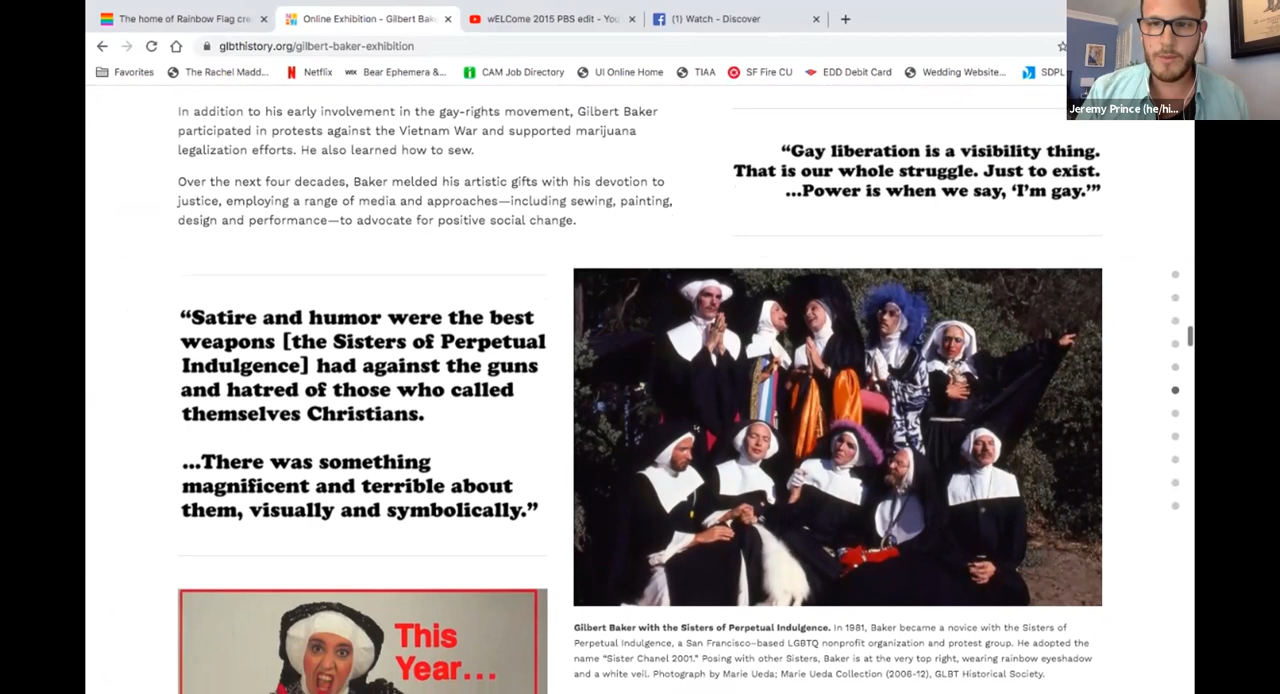 The home of Rainbow Flag cre
Online Exhibition - Gilbert Bak
wELCome 2015 PBS edit - You
(1) Watch - Discover
glbthistory.org/gilbert-baker-exhibition
Favorites
The Rachel Madd...
Netflix
WIX Bear Ephemera &...
CAM Job Directory
UI Online Home
TIAA
SF Fire CU
EDD Debit Card
Wedding Website...
SDPL
Jeremy Prince (he/hi...
In addition to his early involvement in the gay-rights movement, Gilbert Baker
participated in protests against the Vietnam War and supported marijuana
legalization efforts. He also learned how to sew.
Over the next four decades, Baker melded his artistic gifts with his devotion to
justice, employing a range of media and approaches—including sewing, painting,
design and performance—to advocate for positive social change.
“Gay liberation is a visibility thing.
That is our whole struggle. Just to exist.
...Power is when we say, ‘I’m gay.’”
“Satire and humor were the best
weapons [the Sisters of Perpetual
Indulgence] had against the guns
and hatred of those who called
themselves Christians.
...There was something
magnificent and terrible about
them, visually and symbolically.”
This
Year...
Gilbert Baker with the Sisters of Perpetual Indulgence. In 1981, Baker became a novice with the Sisters of
Perpetual Indulgence, a San Francisco-based LGBTQ nonprofit organization and protest group. He adopted the
name “Sister Chanel 2001.” Posing with other Sisters, Baker is at the very top right, wearing rainbow eyeshadow
and a white veil. Photograph by Marie Ueda; Marie Ueda Collection (2006-12), GLBT Historical Society.